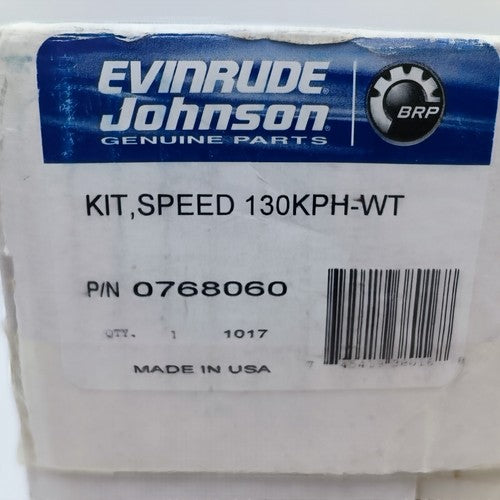 EVINRUDE
Johnson
GENUINE PARTS
BRP
KIT,SPEED 130KPH-WT
P/N 0768060
QTY. 1 1017
MADE IN USA